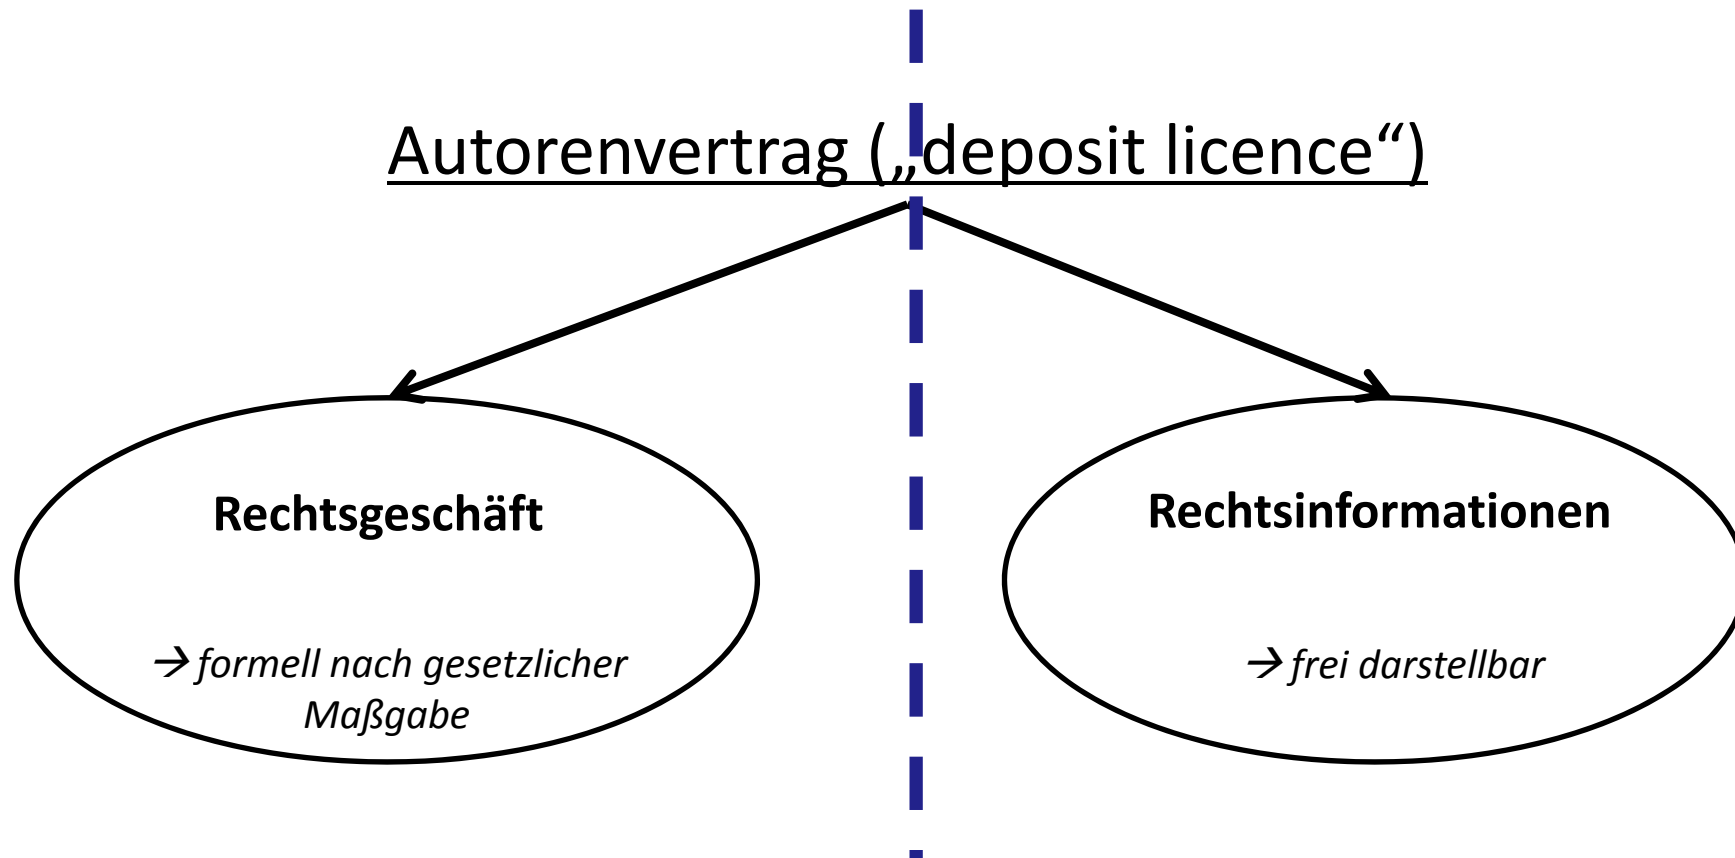 Autorenvertrag („deposit licence“)
Rechtsgeschäft
→ formell nach gesetzlicher
Maßgabe
Rechtsinformationen
→ frei darstellbar